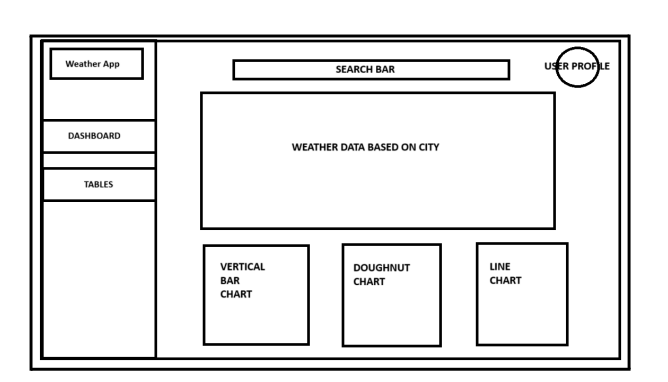 Weather App
SEARCH BAR
USER PROFILE
DASHBOARD
WEATHER DATA BASED ON CITY
TABLES
VERTICAL
BAR
CHART
DOUGHNUT
CHART
LINE
CHART